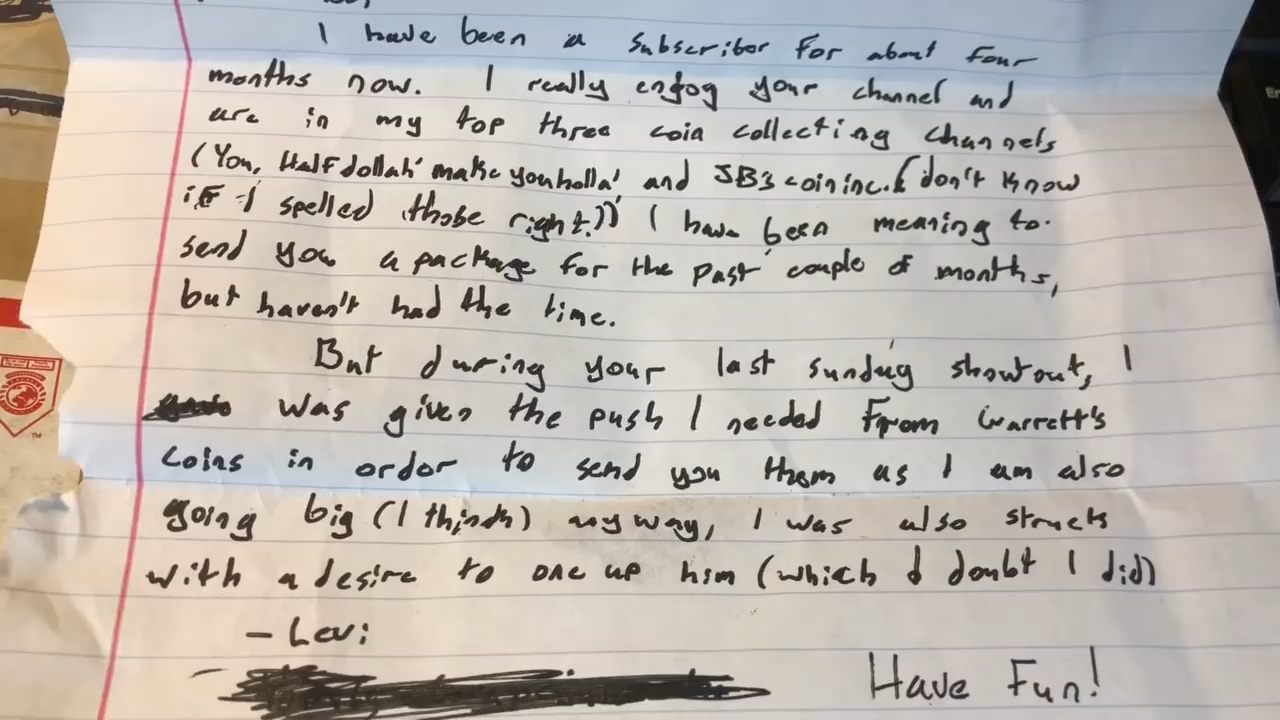 I have been a subscribor for about four
months now. I really enjoy your channel and
are in my top three coin collecting channels
(You, Half dollah' make you holla', and SB3 coin inc. (I don't know
if I spelled those right.)) I have been meaning to
send you a package for the past couple of months,
but haven't had the time.
But during your last sunday shoutout, I
was given the push I needed From Garrett's
coins in order to send you them as I am also
going big (I think) anyway, I was also struck
with a desire to one up him (which I doubt I did)
- Levi
Have Fun!